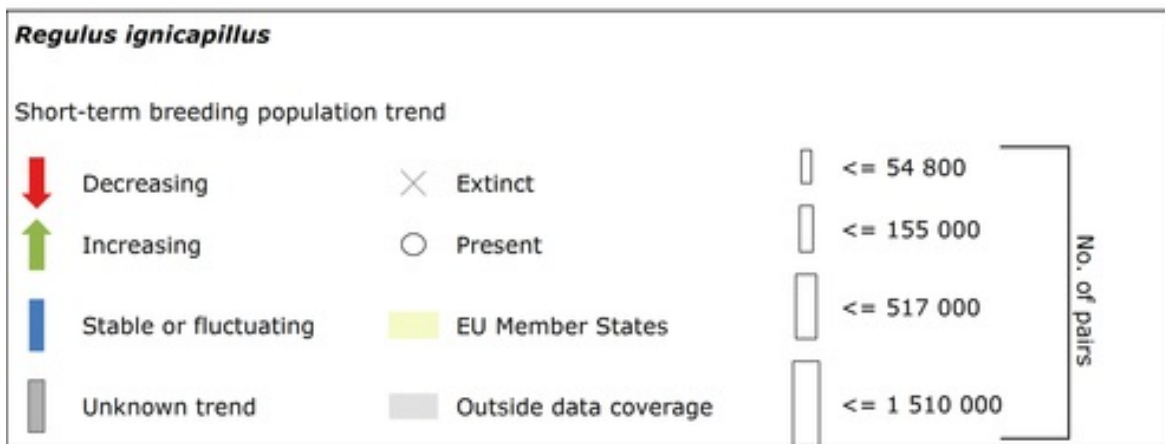 Regulus ignicapillus
Short-term breeding population trend
Decreasing
Increasing
Stable or fluctuating
Unknown trend
Extinct
Present
EU Member States
Outside data coverage
<= 54 800
<= 155 000
<= 517 000
<= 1 510 000
No. of pairs